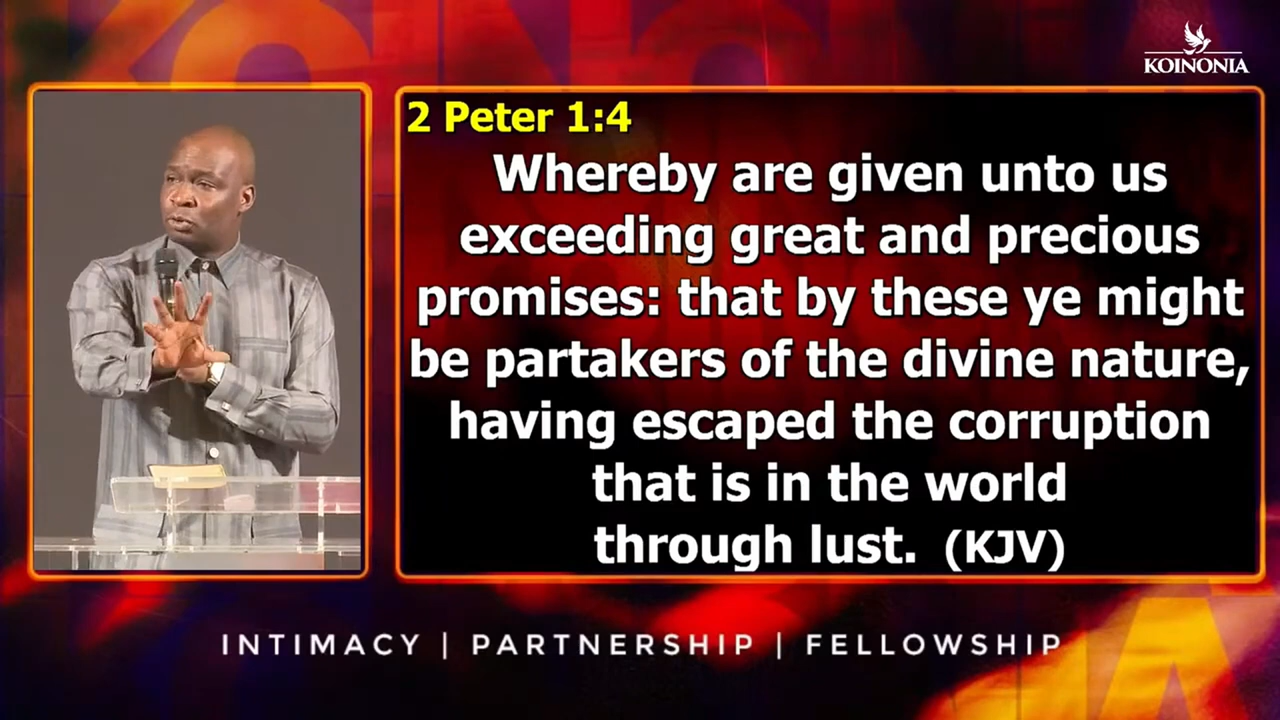 KOINONIA
2 Peter 1:4
Whereby are given unto us
exceeding great and precious
promises: that by these ye might
be partakers of the divine nature,
having escaped the corruption
that is in the world
through lust. (KJV)
INTIMACY | PARTNERSHIP | FELLOWSHIP